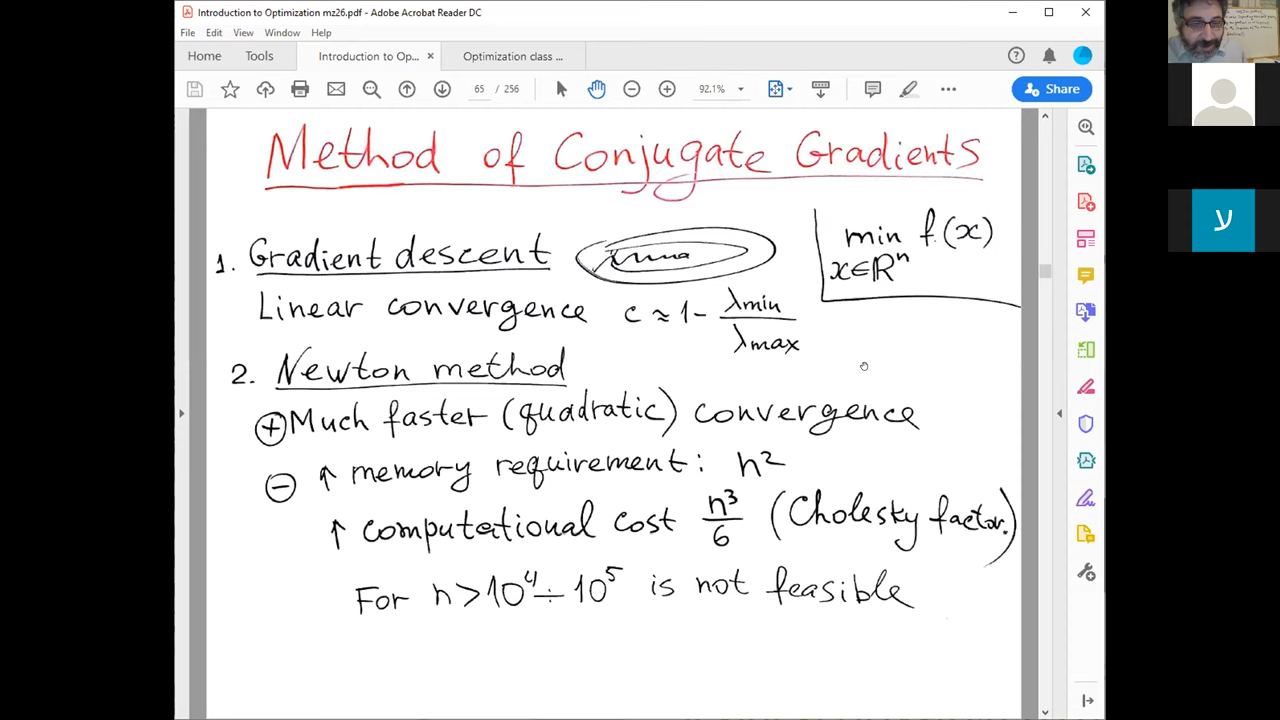 Introduction to Optimization mz26.pdf - Adobe Acrobat Reader DC
File Edit View Window Help
Home Tools Introduction to Op... × Optimization class ...
65 / 256 92.1% Share
Method of Conjugate Gradients
min f(x)
x∈ℝⁿ
1. Gradient descent
Linear convergence c ≈ 1 - λmin / λmax
2. Newton method
⊕ Much faster (quadratic) convergence
⊖ ↑ memory requirement: n²
↑ computational cost n³/6 (Cholesky factor.)
For n > 10⁴ ÷ 10⁵ is not feasible
ע